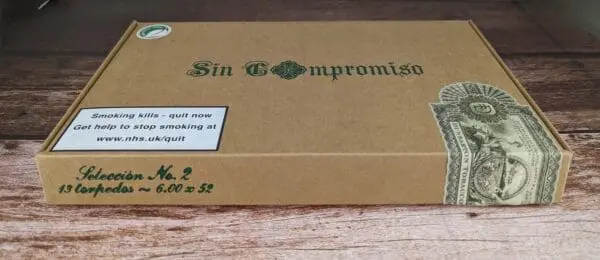 Sin Compromiso
Smoking kills - quit now
Get help to stop smoking at
www.nhs.uk/quit
Selección No. 2
13 torpedos ~ 6.00 x 52